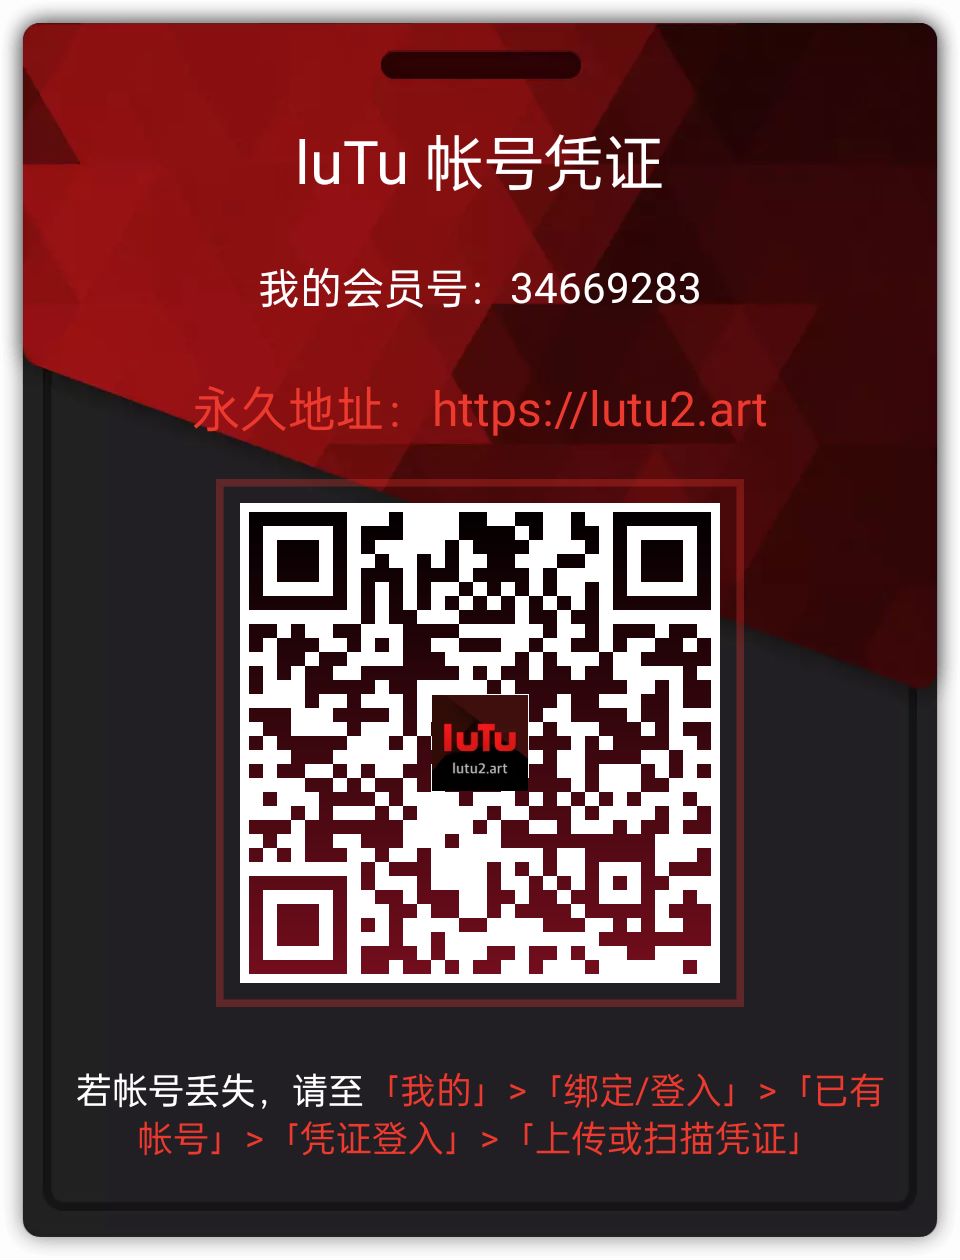 luTu 帐号凭证
我的会员号：34669283
永久地址：https://lutu2.art
luTu
lutu2.art
若帐号丢失，请至「我的」>「绑定/登入」>「已有
帐号」>「凭证登入」>「上传或扫描凭证」